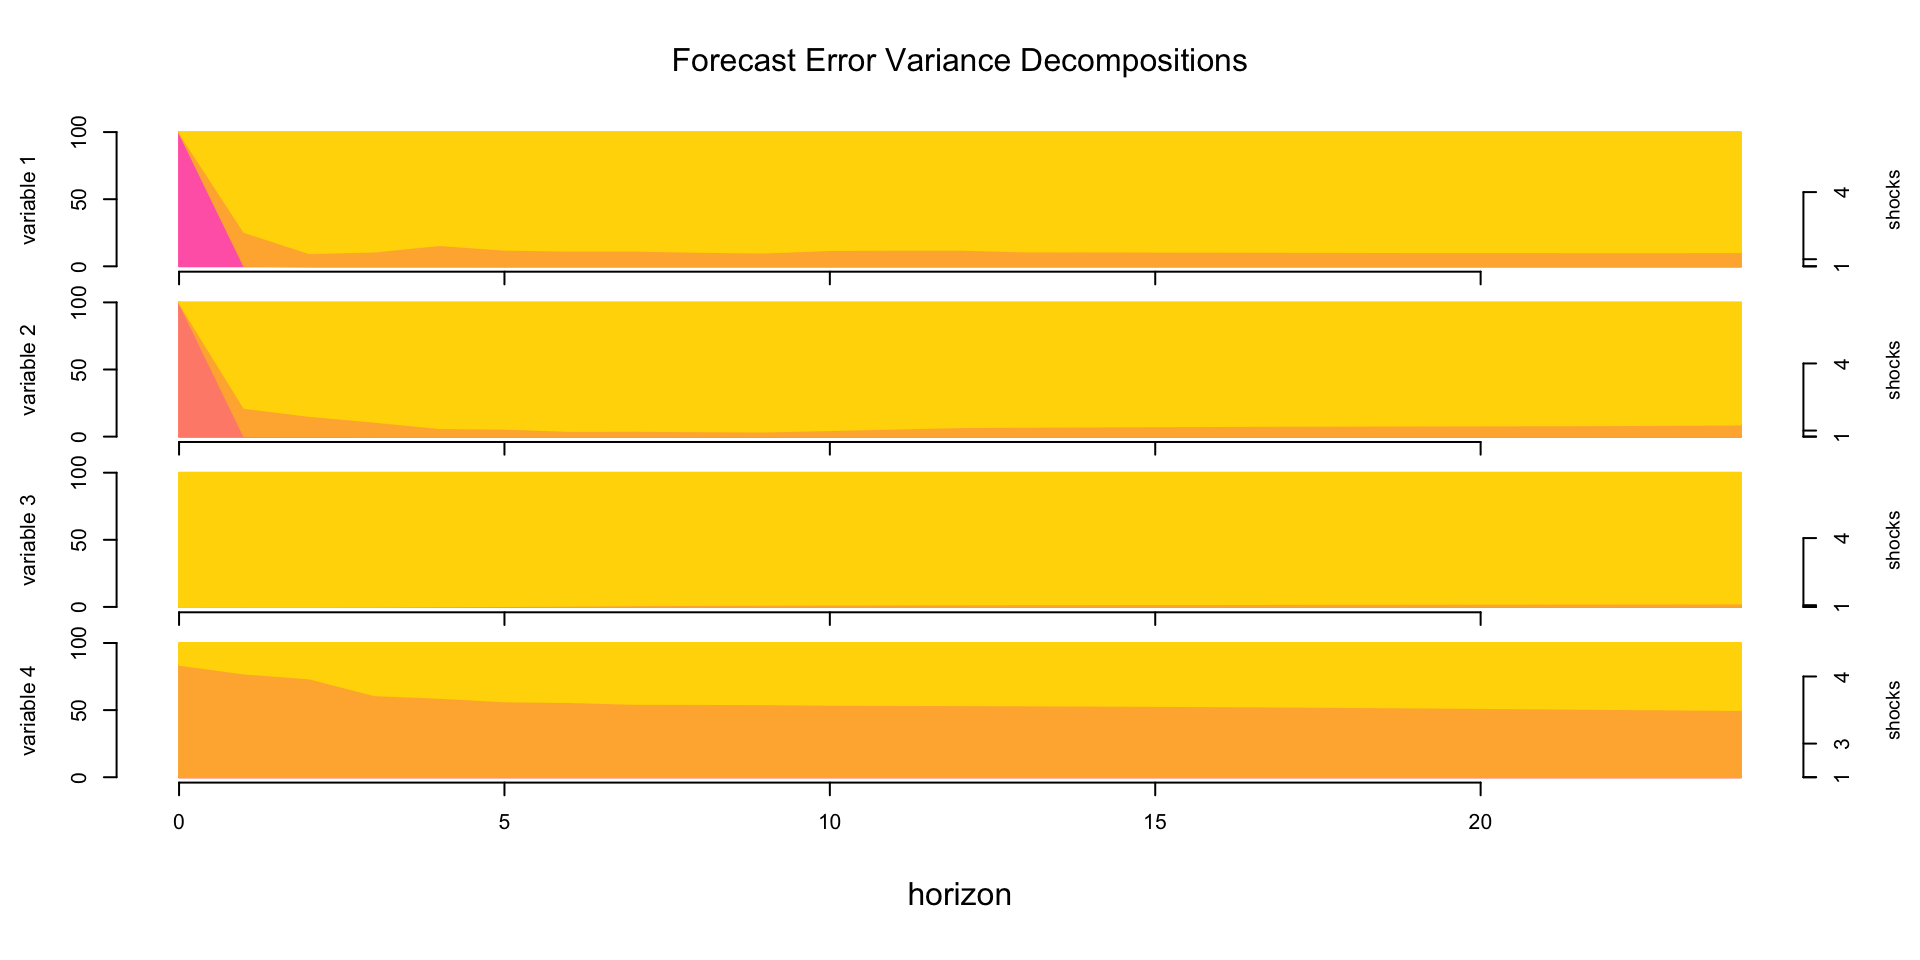 Forecast Error Variance Decompositions
variable 1
0 50 100
1 4
shocks
variable 2
0 50 100
1 4
shocks
variable 3
0 50 100
1 4
shocks
variable 4
0 50 100
1 3 4
shocks
0 5 10 15 20
horizon